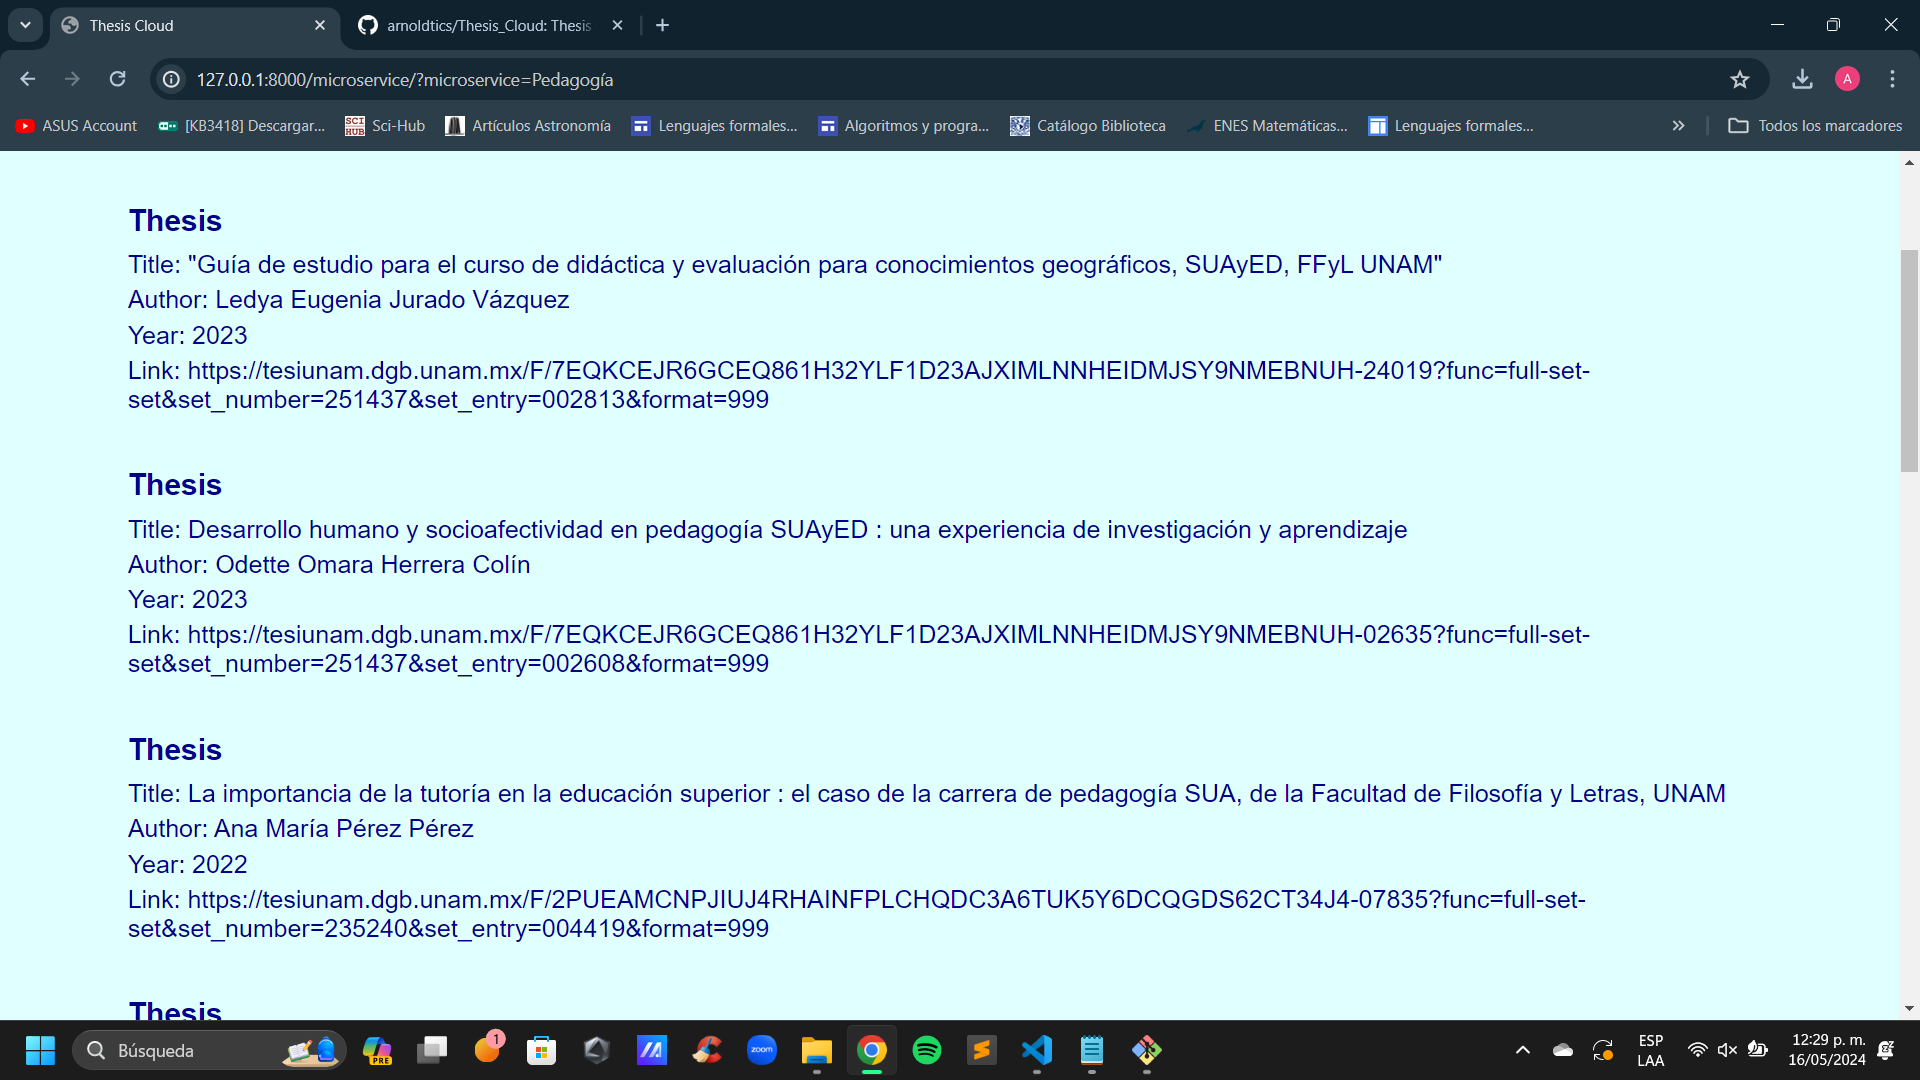 Thesis Cloud
arnoldtics/Thesis_Cloud: Thesis
127.0.0.1:8000/microservice/?microservice=Pedagogía
A
ASUS Account
[KB3418] Descargar...
SCI HUB
Sci-Hub
Artículos Astronomía
Lenguajes formales...
Algoritmos y progra...
Catálogo Biblioteca
ENES Matemáticas...
Lenguajes formales...
Todos los marcadores
Thesis
Title: "Guía de estudio para el curso de didáctica y evaluación para conocimientos geográficos, SUAyED, FFyL UNAM"
Author: Ledya Eugenia Jurado Vázquez
Year: 2023
Link: https://tesiunam.dgb.unam.mx/F/7EQKCEJR6GCEQ861H32YLF1D23AJXIMLNNHEIDMJSY9NMEBNUH-24019?func=full-set-
set&set_number=251437&set_entry=002813&format=999
Thesis
Title: Desarrollo humano y socioafectividad en pedagogía SUAyED : una experiencia de investigación y aprendizaje
Author: Odette Omara Herrera Colín
Year: 2023
Link: https://tesiunam.dgb.unam.mx/F/7EQKCEJR6GCEQ861H32YLF1D23AJXIMLNNHEIDMJSY9NMEBNUH-02635?func=full-set-
set&set_number=251437&set_entry=002608&format=999
Thesis
Title: La importancia de la tutoría en la educación superior : el caso de la carrera de pedagogía SUA, de la Facultad de Filosofía y Letras, UNAM
Author: Ana María Pérez Pérez
Year: 2022
Link: https://tesiunam.dgb.unam.mx/F/2PUEAMCNPJIUJ4RHAINFPLCHQDC3A6TUK5Y6DCQGDS62CT34J4-07835?func=full-set-
set&set_number=235240&set_entry=004419&format=999
Thesis
Búsqueda
PRE
1
zoom
ESP
LAA
12:29 p. m.
16/05/2024